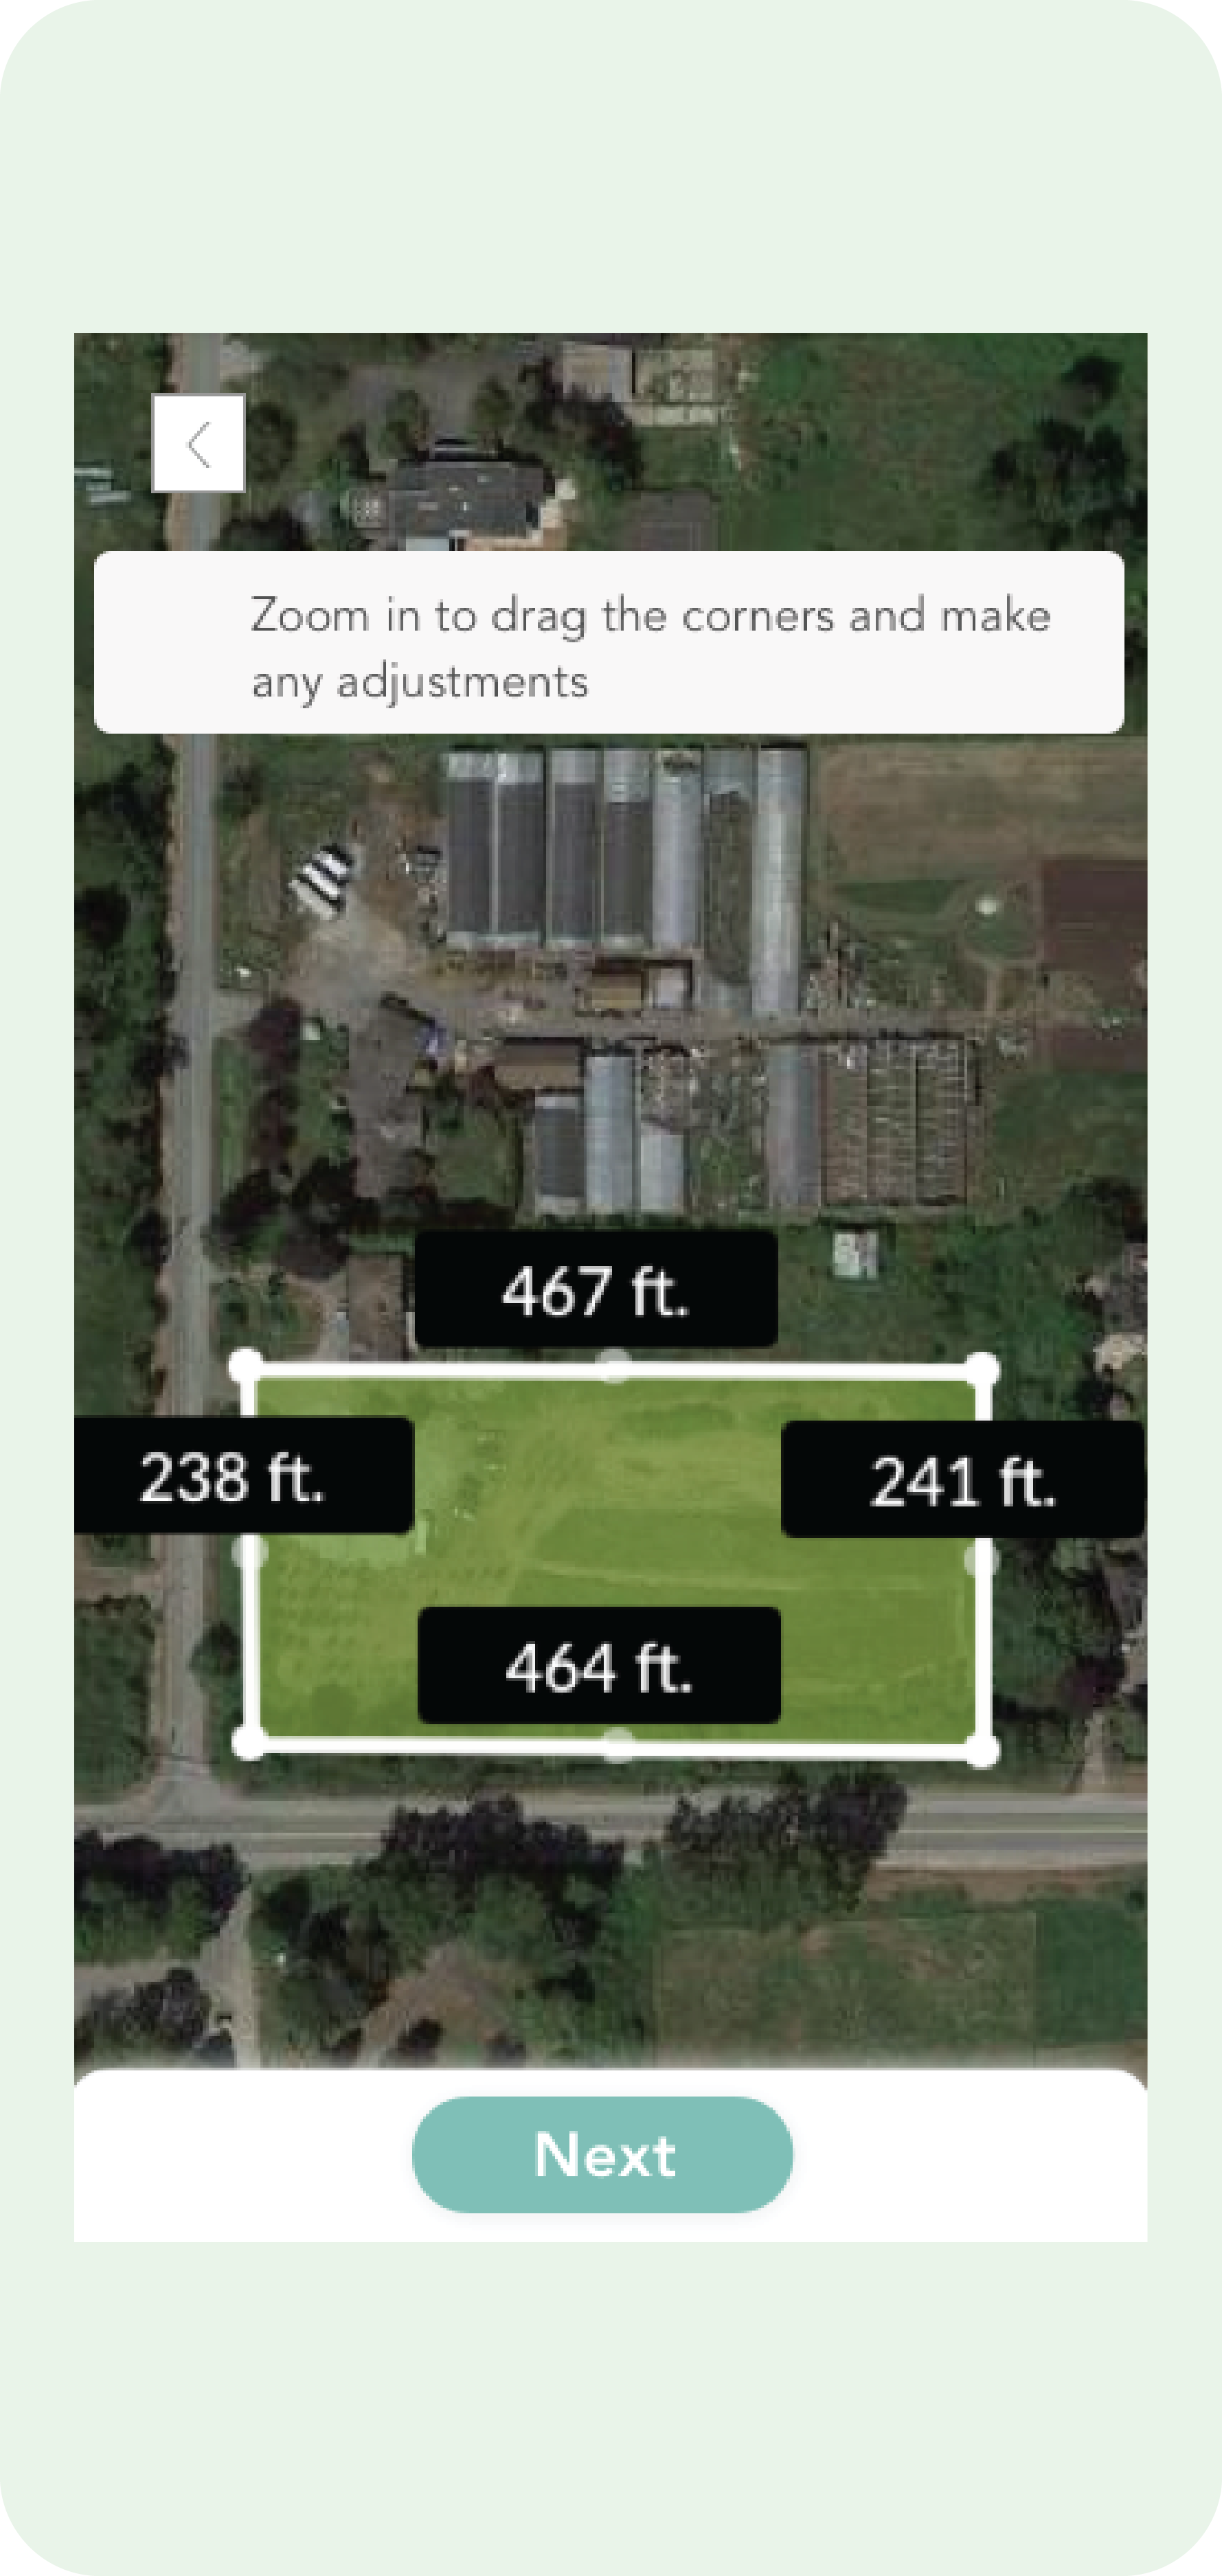 Zoom in to drag the corners and make
any adjustments
467 ft.
238 ft.
241 ft.
464 ft.
Next